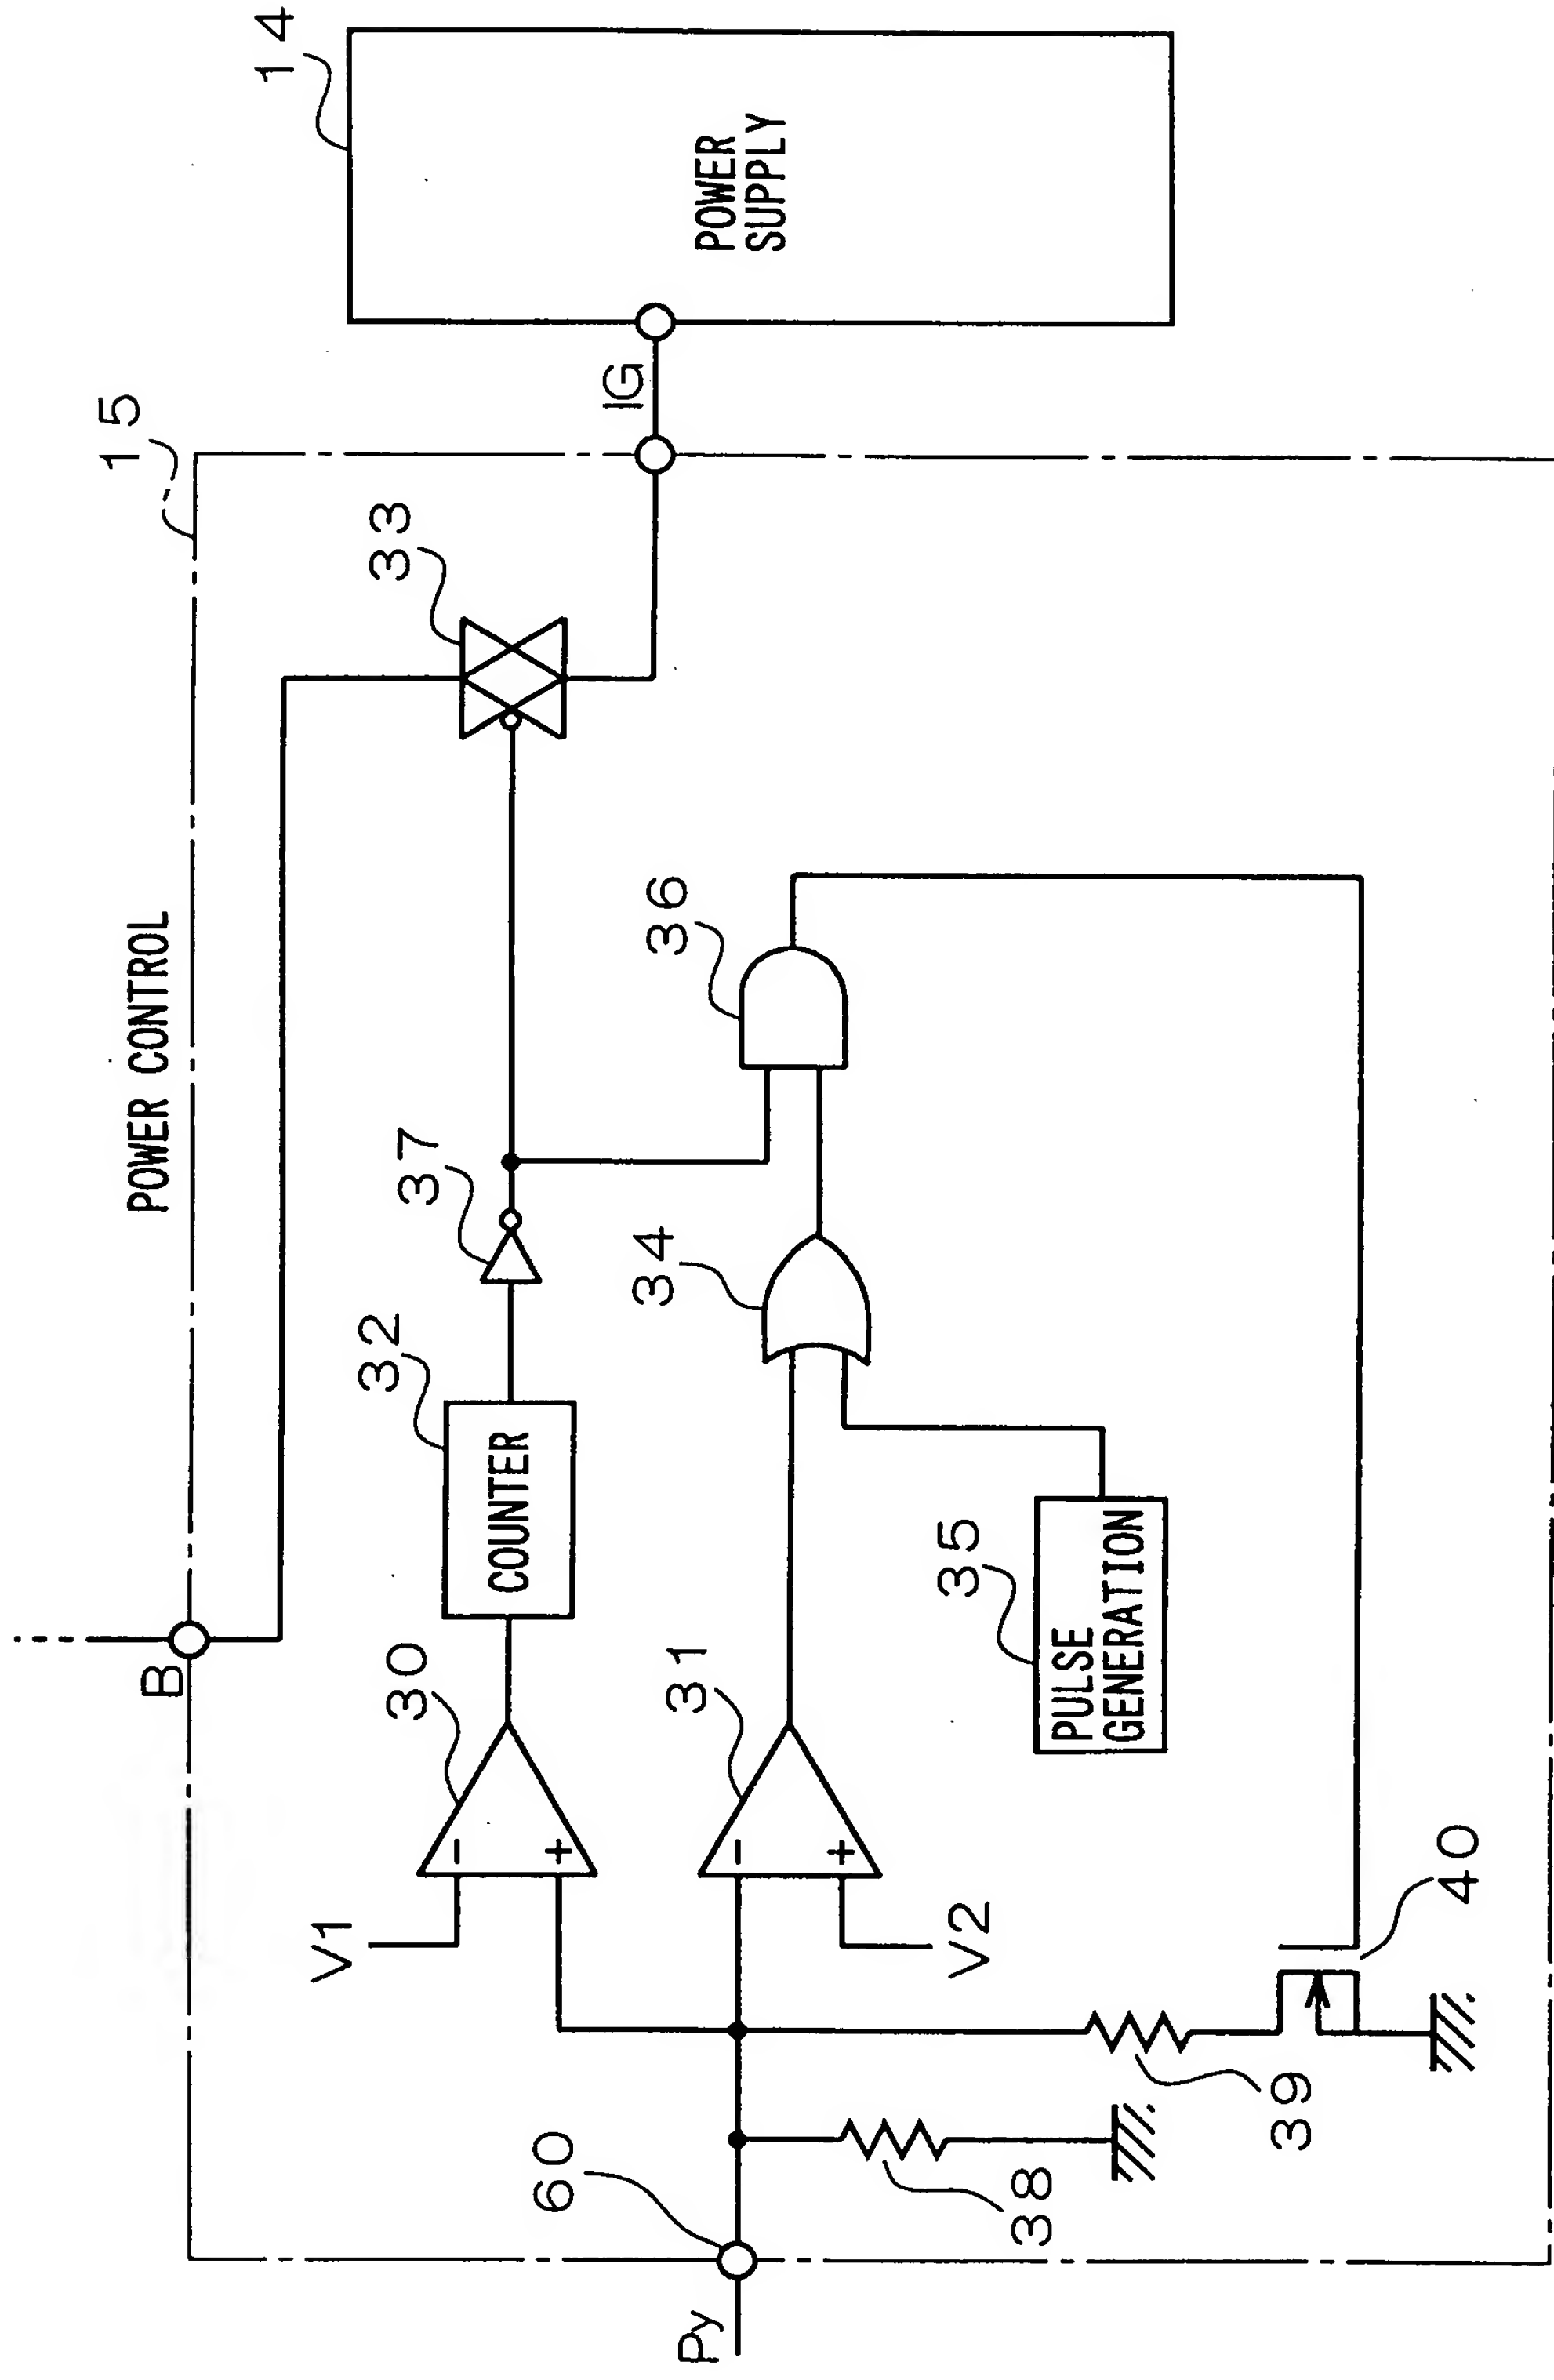 POWER CONTROL
15
14
B
33
IG
POWER
SUPPLY
V1
30
32
COUNTER
37
−
+
60
Py
31
34
36
−
+
V2
35
PULSE
GENERATION
38
39
40